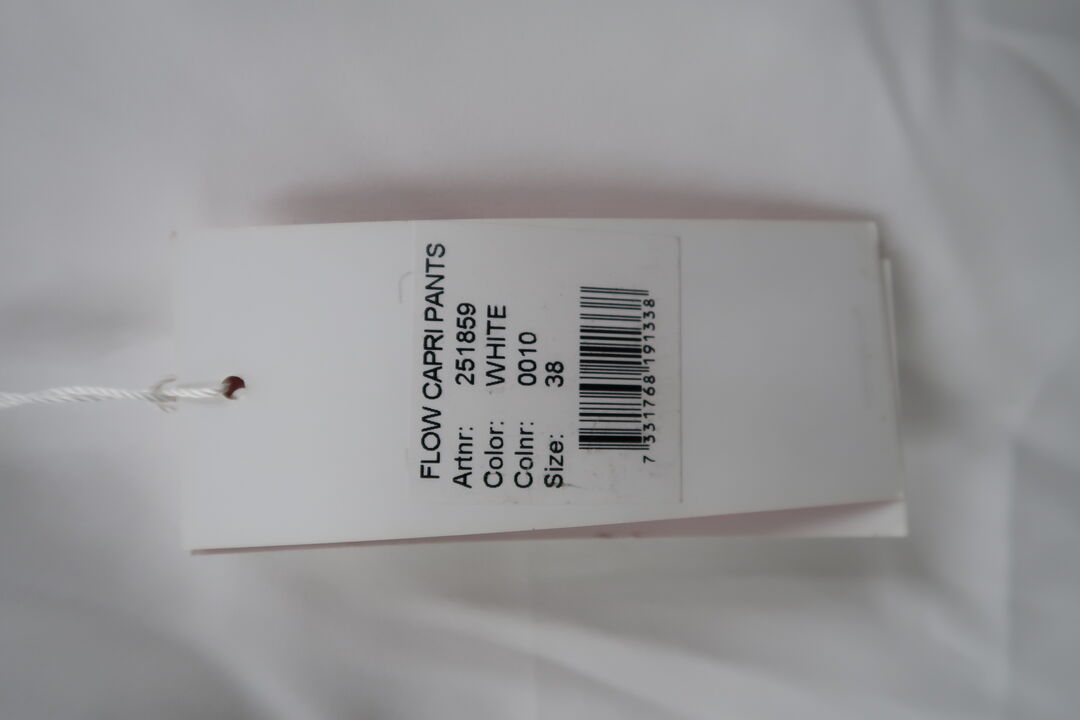 FLOW CAPRI PANTS
Artnr: 251859
Color: WHITE
Colnr: 0010
Size: 38
7 331768 191338